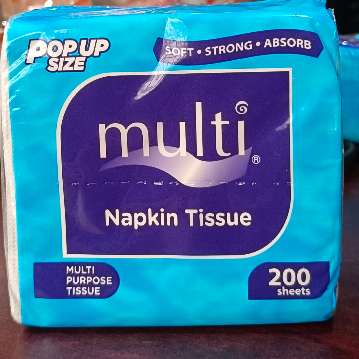 POP UP
SIZE
SOFT • STRONG • ABSORB
multi®
Napkin Tissue
MULTI
PURPOSE
TISSUE
200
sheets